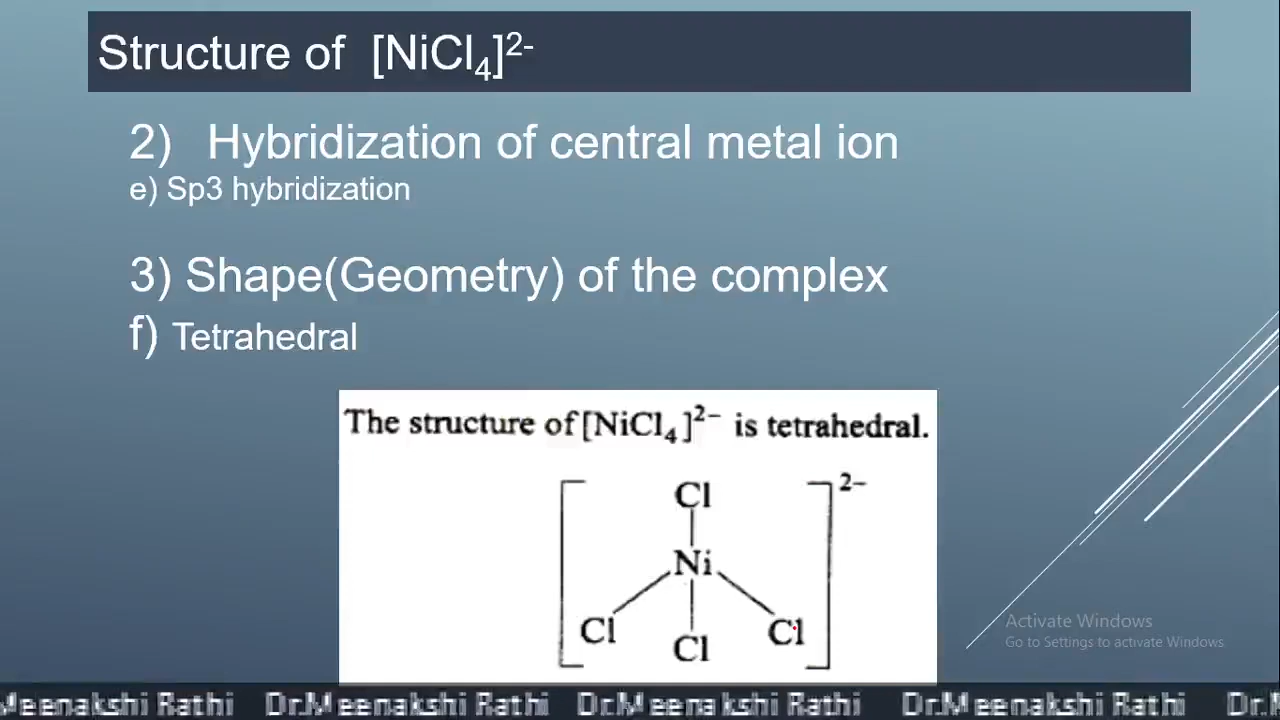 Structure of [NiCl4]2-
2) Hybridization of central metal ion
e) Sp3 hybridization
3) Shape(Geometry) of the complex
f) Tetrahedral
The structure of [NiCl4]2– is tetrahedral.
2–
Cl
Ni
Cl Cl Cl
Activate Windows
Go to Settings to activate Windows.
Meenakshi Rathi Dr.Meenakshi Rathi Dr.Meenakshi Rathi Dr.Meenakshi Rathi Dr.